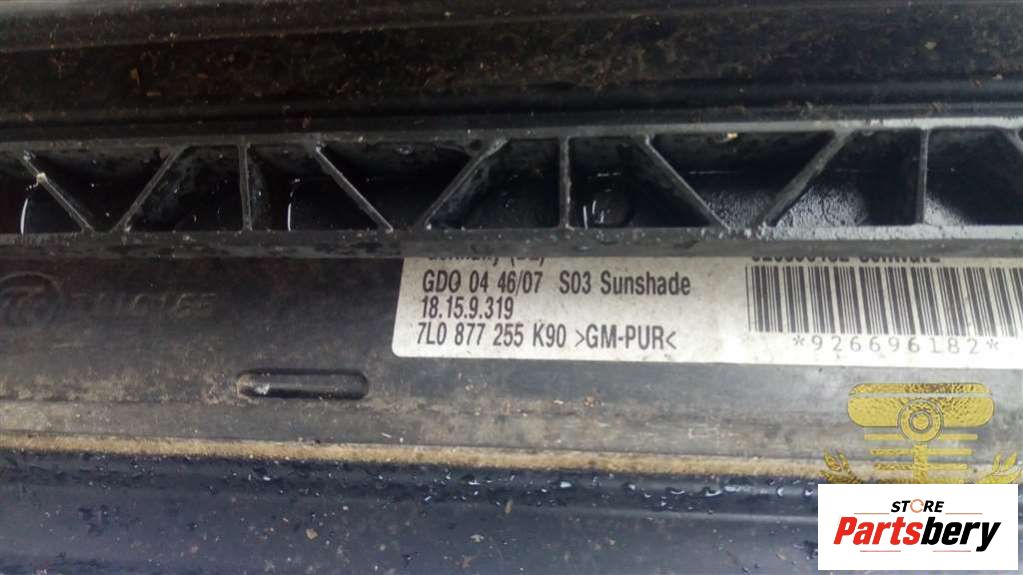 GDO 04 46/07 S03 Sunshade
18.15.9.319
7L0 877 255 K90 >GM-PUR<
*926696182*
STORE
Partsbery